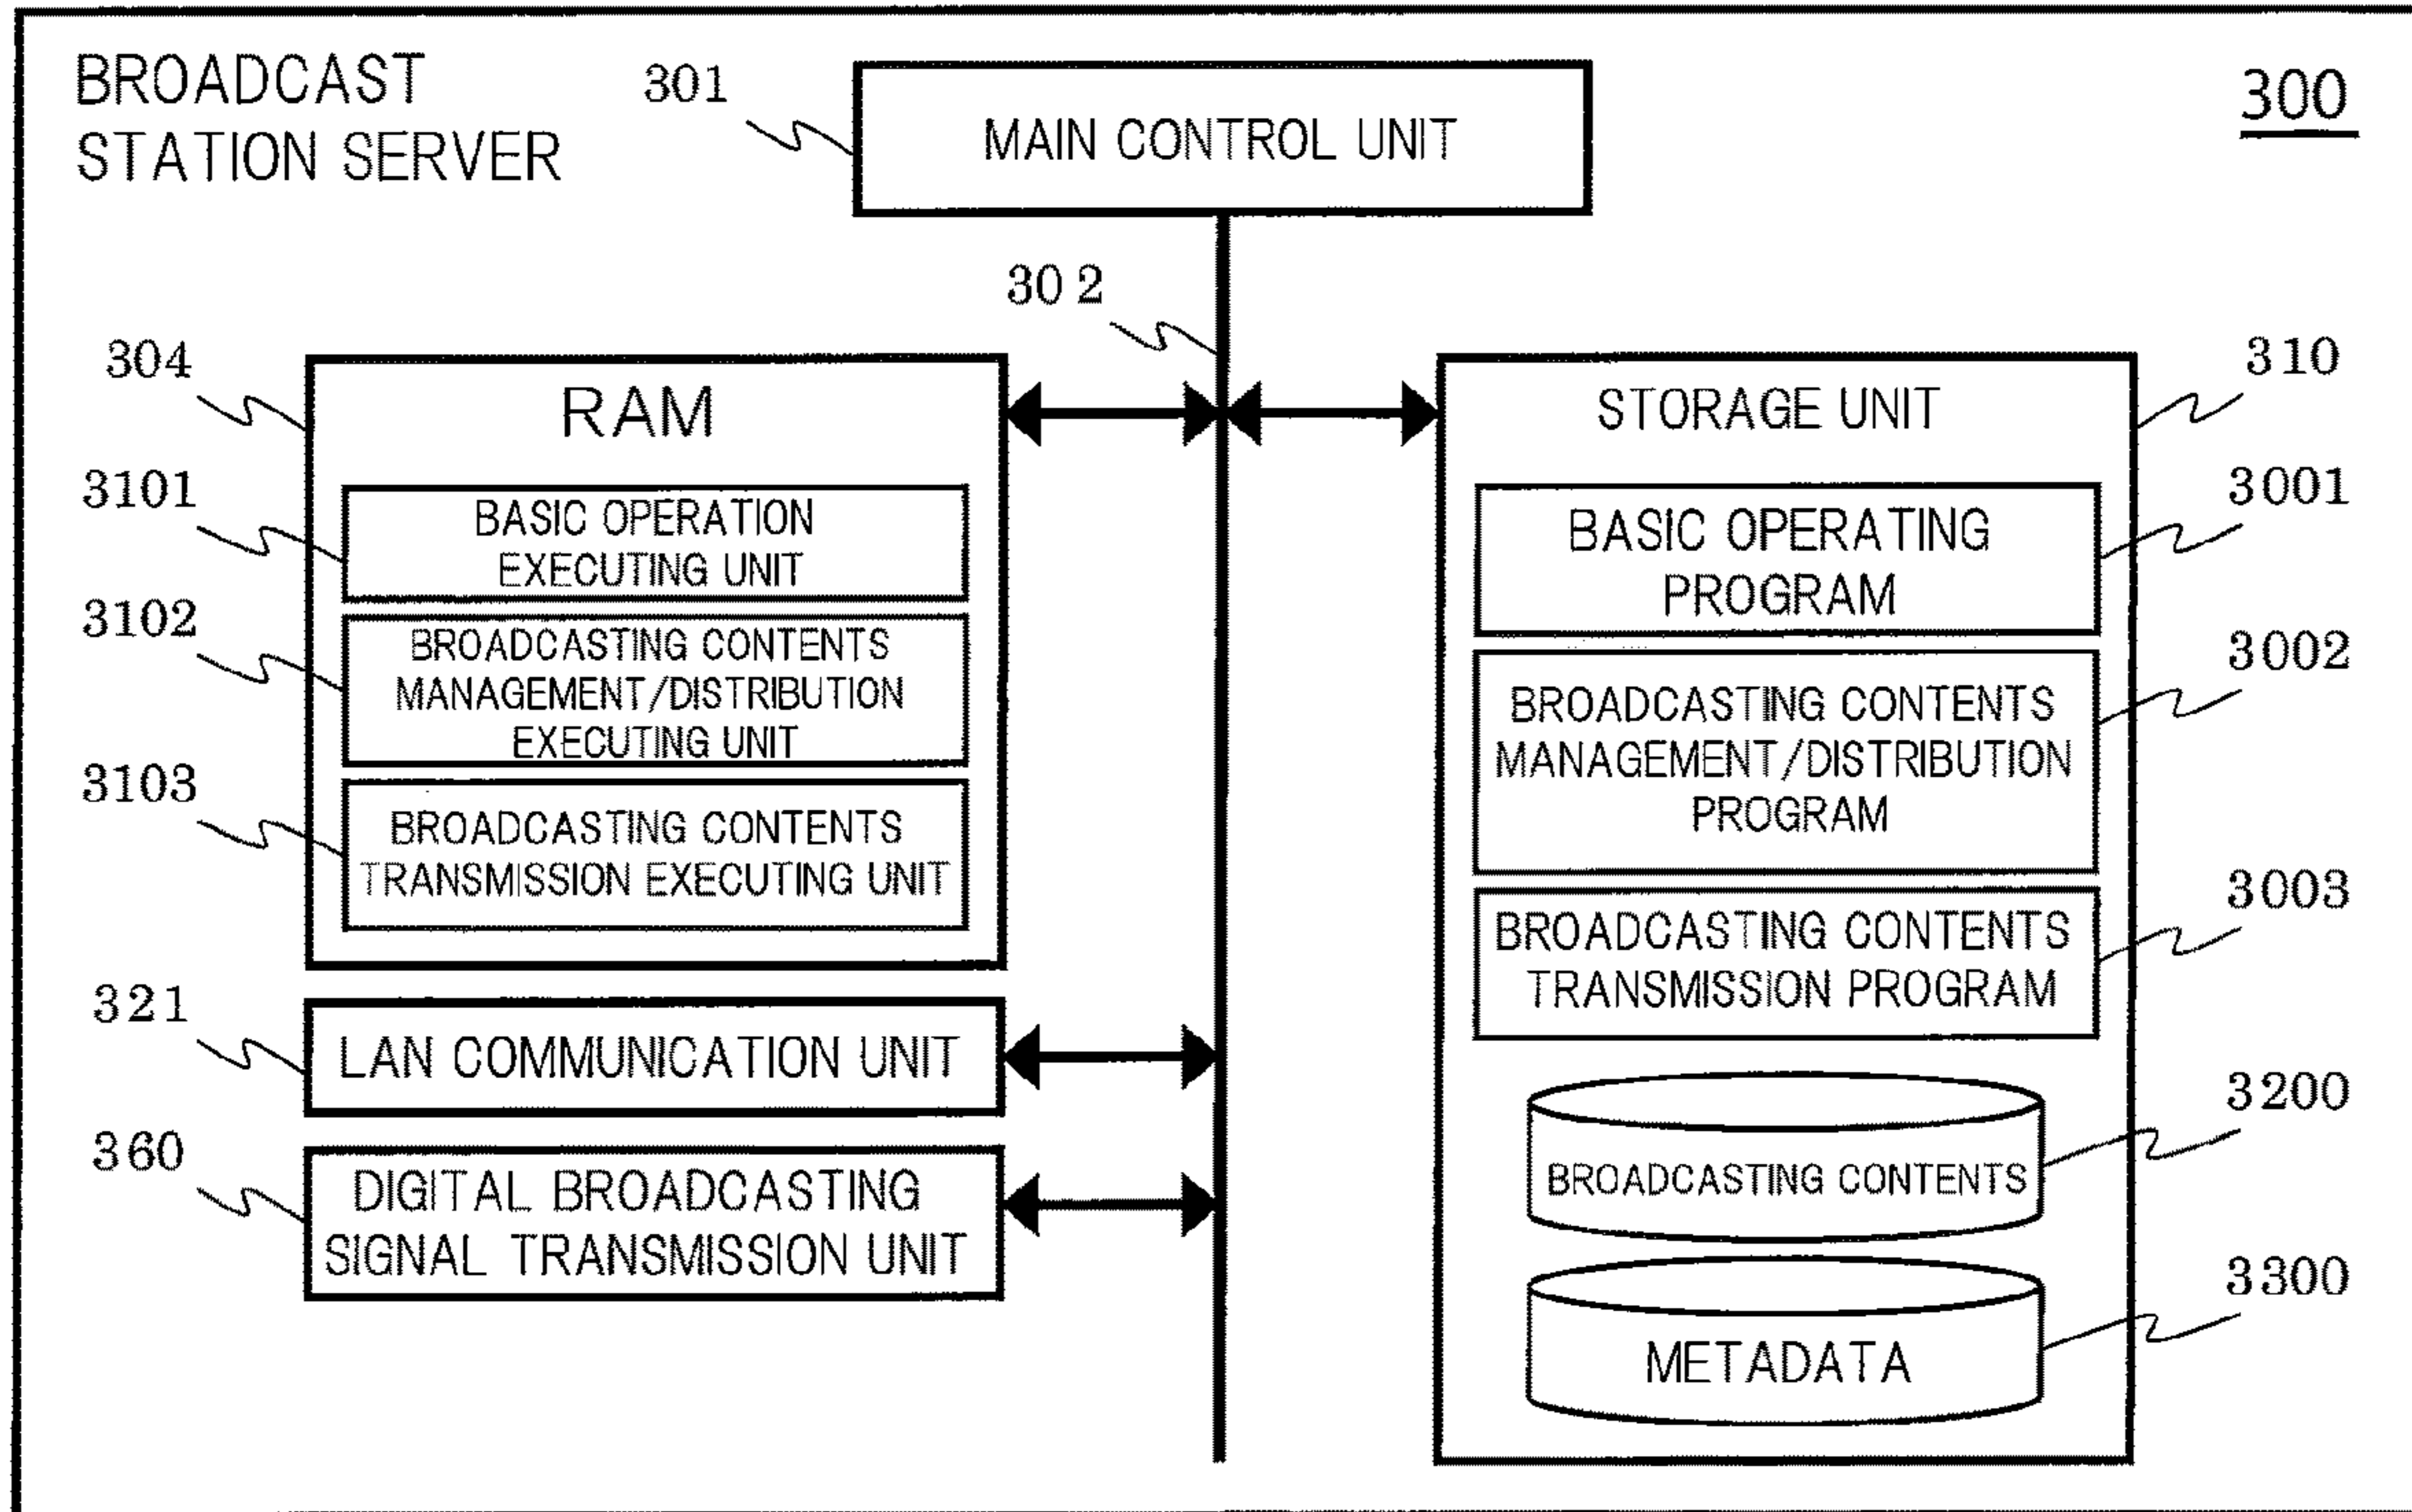 BROADCAST
STATION SERVER
300
301
MAIN CONTROL UNIT
302
304
RAM
3101
BASIC OPERATION
EXECUTING UNIT
3102
BROADCASTING CONTENTS
MANAGEMENT/DISTRIBUTION
EXECUTING UNIT
3103
BROADCASTING CONTENTS
TRANSMISSION EXECUTING UNIT
321
LAN COMMUNICATION UNIT
360
DIGITAL BROADCASTING
SIGNAL TRANSMISSION UNIT
310
STORAGE UNIT
3001
BASIC OPERATING
PROGRAM
3002
BROADCASTING CONTENTS
MANAGEMENT/DISTRIBUTION
PROGRAM
3003
BROADCASTING CONTENTS
TRANSMISSION PROGRAM
3200
BROADCASTING CONTENTS
3300
METADATA